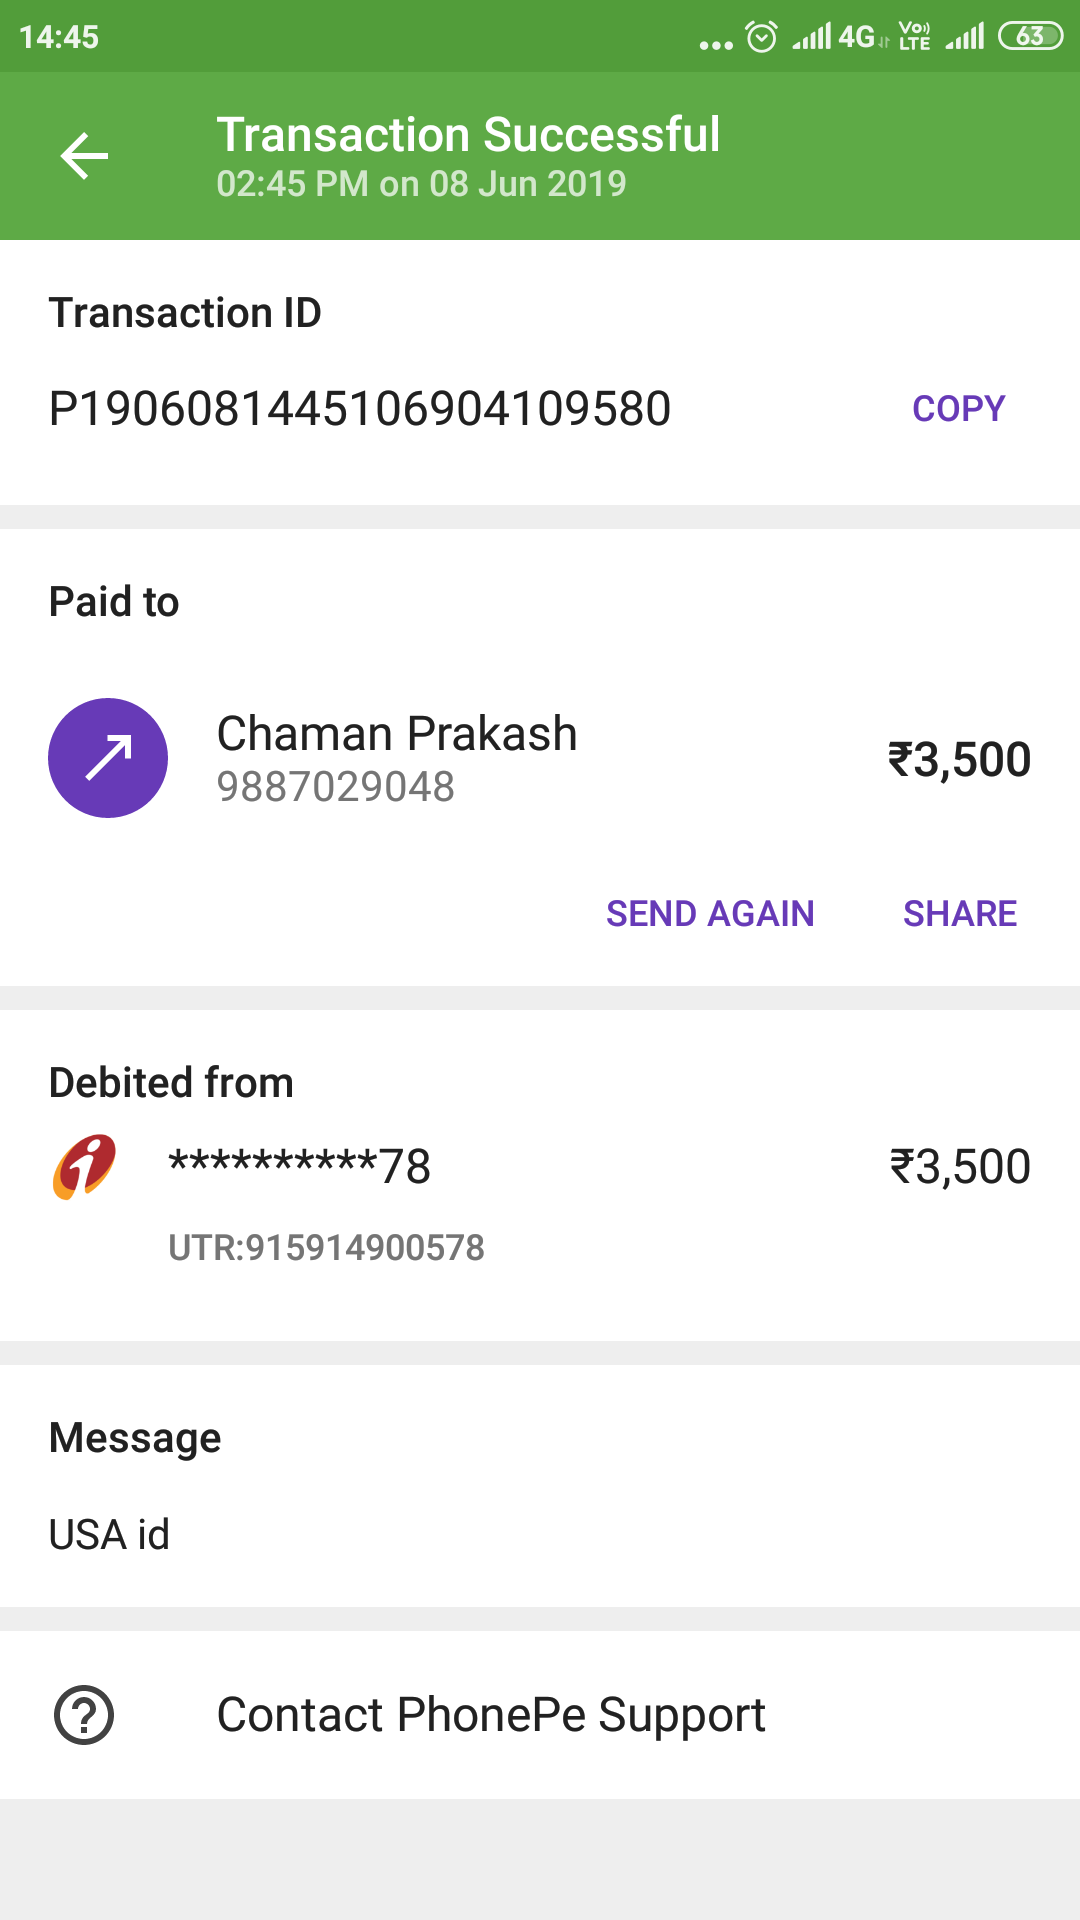 14:45
4G Vo)) LTE 63
Transaction Successful
02:45 PM on 08 Jun 2019
Transaction ID
P1906081445106904109580 COPY
Paid to
Chaman Prakash
9887029048
₹3,500
SEND AGAIN SHARE
Debited from
**********78 ₹3,500
UTR:915914900578
Message
USA id
Contact PhonePe Support